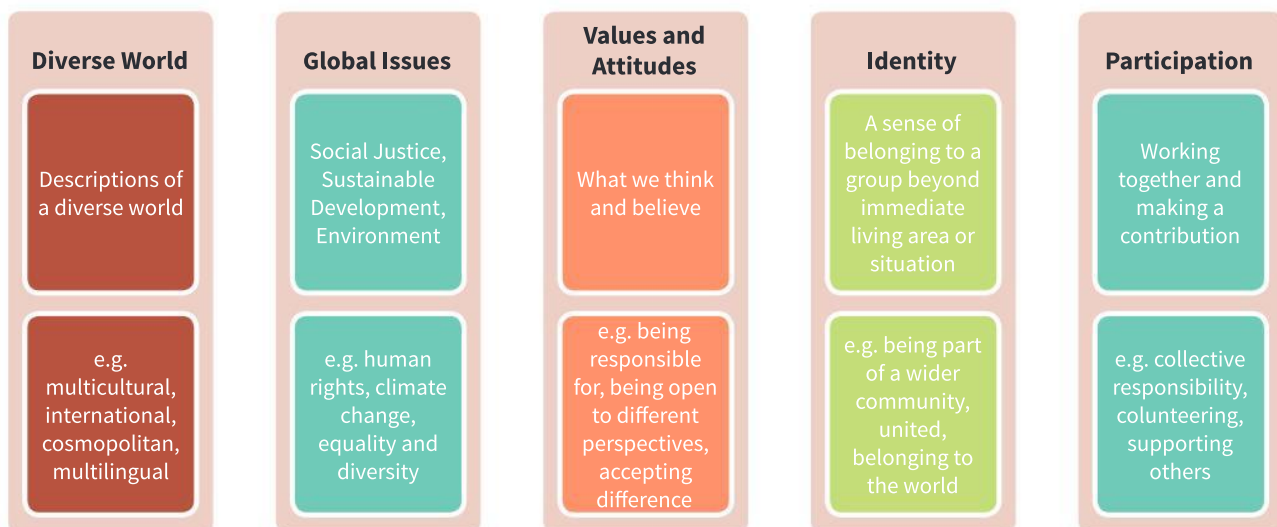 Diverse World
Descriptions of
a diverse world
e.g.
multicultural,
international,
cosmopolitan,
multilingual
Global Issues
Social Justice,
Sustainable
Development,
Environment
e.g. human
rights, climate
change,
equality and
diversity
Values and
Attitudes
What we think
and believe
e.g. being
responsible
for, being open
to different
perspectives,
accepting
difference
Identity
A sense of
belonging to a
group beyond
immediate
living area or
situation
e.g. being part
of a wider
community,
united,
belonging to
the world
Participation
Working
together and
making a
contribution
e.g. collective
responsibility,
colunteering,
supporting
others